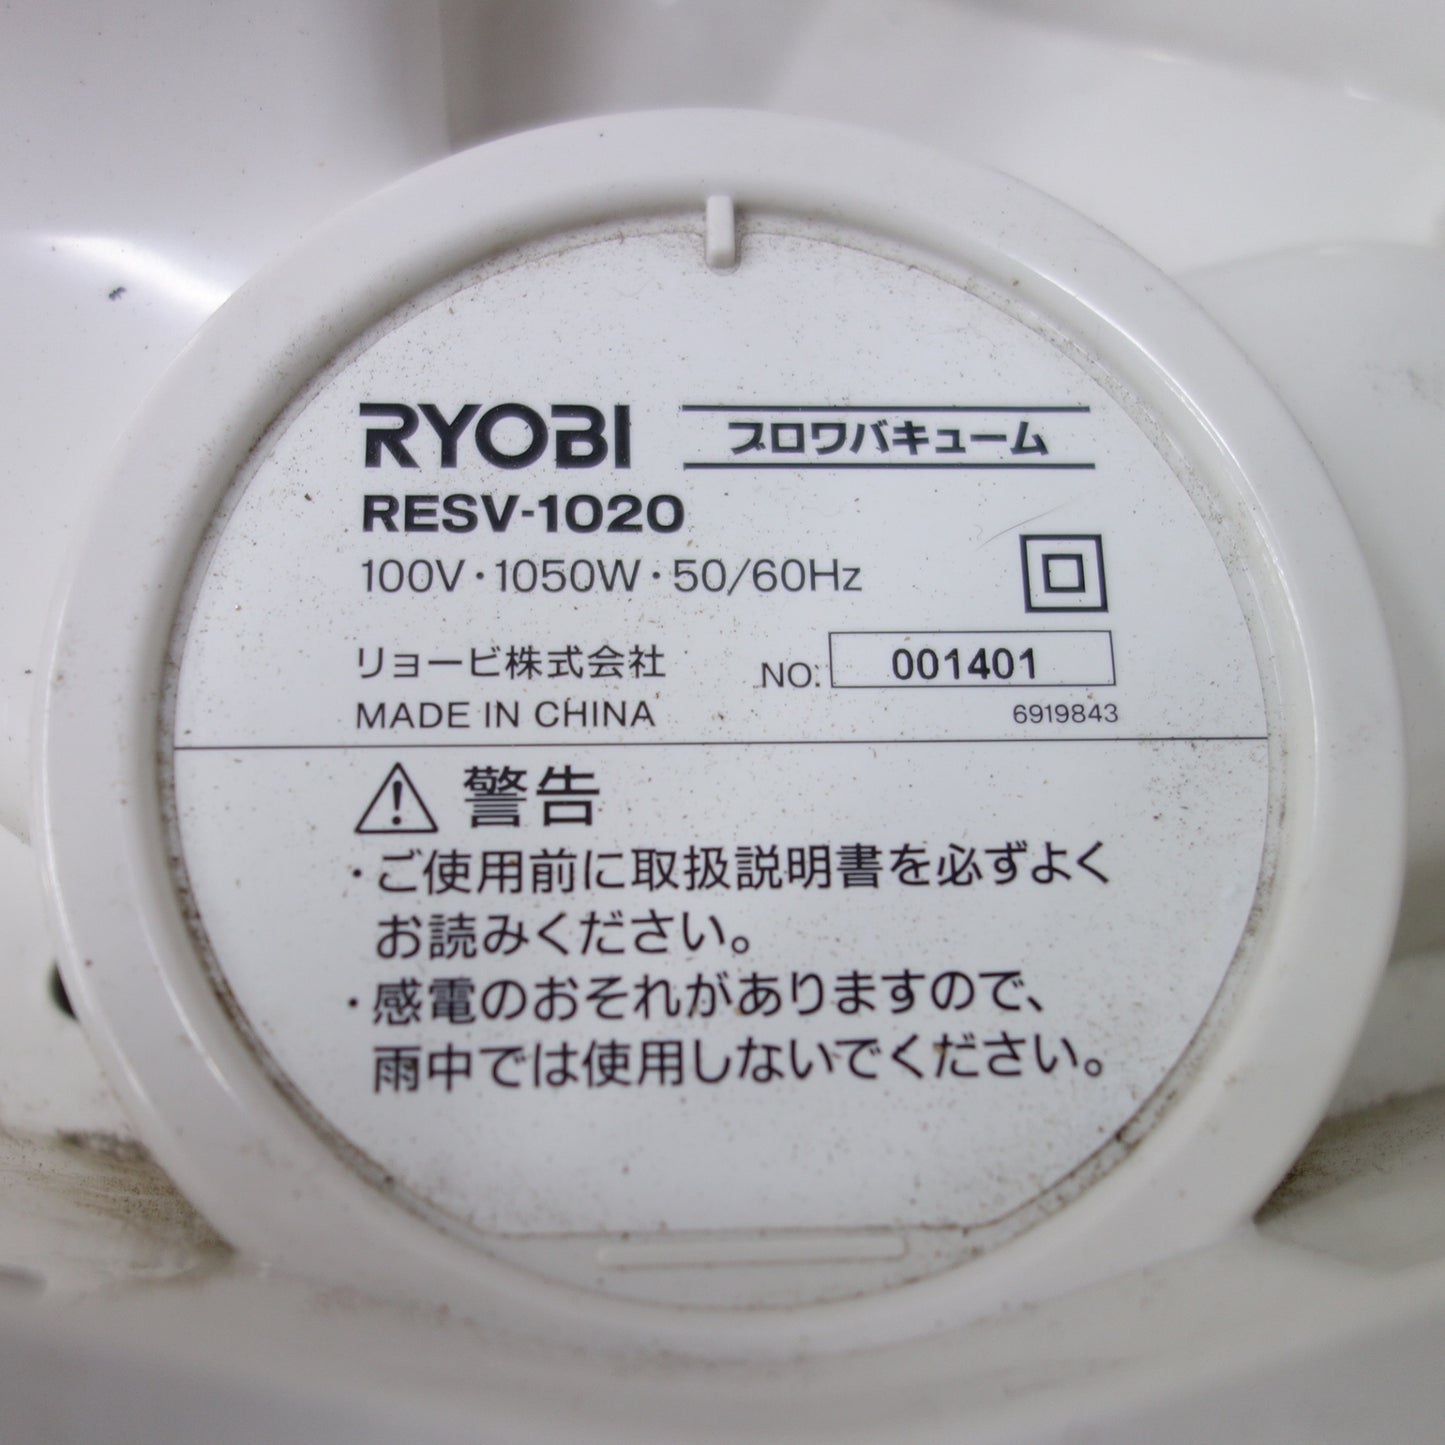 RYOBI ブロワバキューム
RESV-1020
100V・1050W・50/60Hz
リョービ株式会社 NO. 001401
MADE IN CHINA 6919843
警告
・ご使用前に取扱説明書を必ずよく
お読みください。
・感電のおそれがありますので、
雨中では使用しないでください。